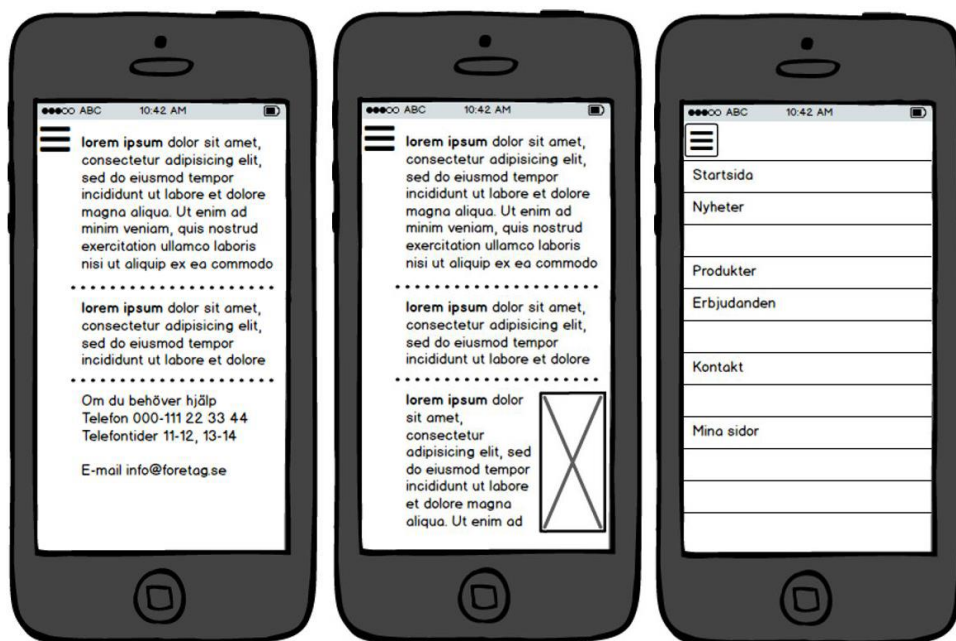 ABC 10:42 AM
lorem ipsum dolor sit amet,
consectetur adipisicing elit,
sed do eiusmod tempor
incididunt ut labore et dolore
magna aliqua. Ut enim ad
minim veniam, quis nostrud
exercitation ullamco laboris
nisi ut aliquip ex ea commodo
lorem ipsum dolor sit amet,
consectetur adipisicing elit,
sed do eiusmod tempor
incididunt ut labore et dolore
Om du behöver hjälp
Telefon 000-111 22 33 44
Telefontider 11-12, 13-14
E-mail info@foretag.se
ABC 10:42 AM
lorem ipsum dolor sit amet,
consectetur adipisicing elit,
sed do eiusmod tempor
incididunt ut labore et dolore
magna aliqua. Ut enim ad
minim veniam, quis nostrud
exercitation ullamco laboris
nisi ut aliquip ex ea commodo
lorem ipsum dolor sit amet,
consectetur adipisicing elit,
sed do eiusmod tempor
incididunt ut labore et dolore
lorem ipsum dolor
sit amet,
consectetur
adipisicing elit, sed
do eiusmod tempor
incididunt ut labore
et dolore magna
aliqua. Ut enim ad
ABC 10:42 AM
Startsida
Nyheter
Produkter
Erbjudanden
Kontakt
Mina sidor